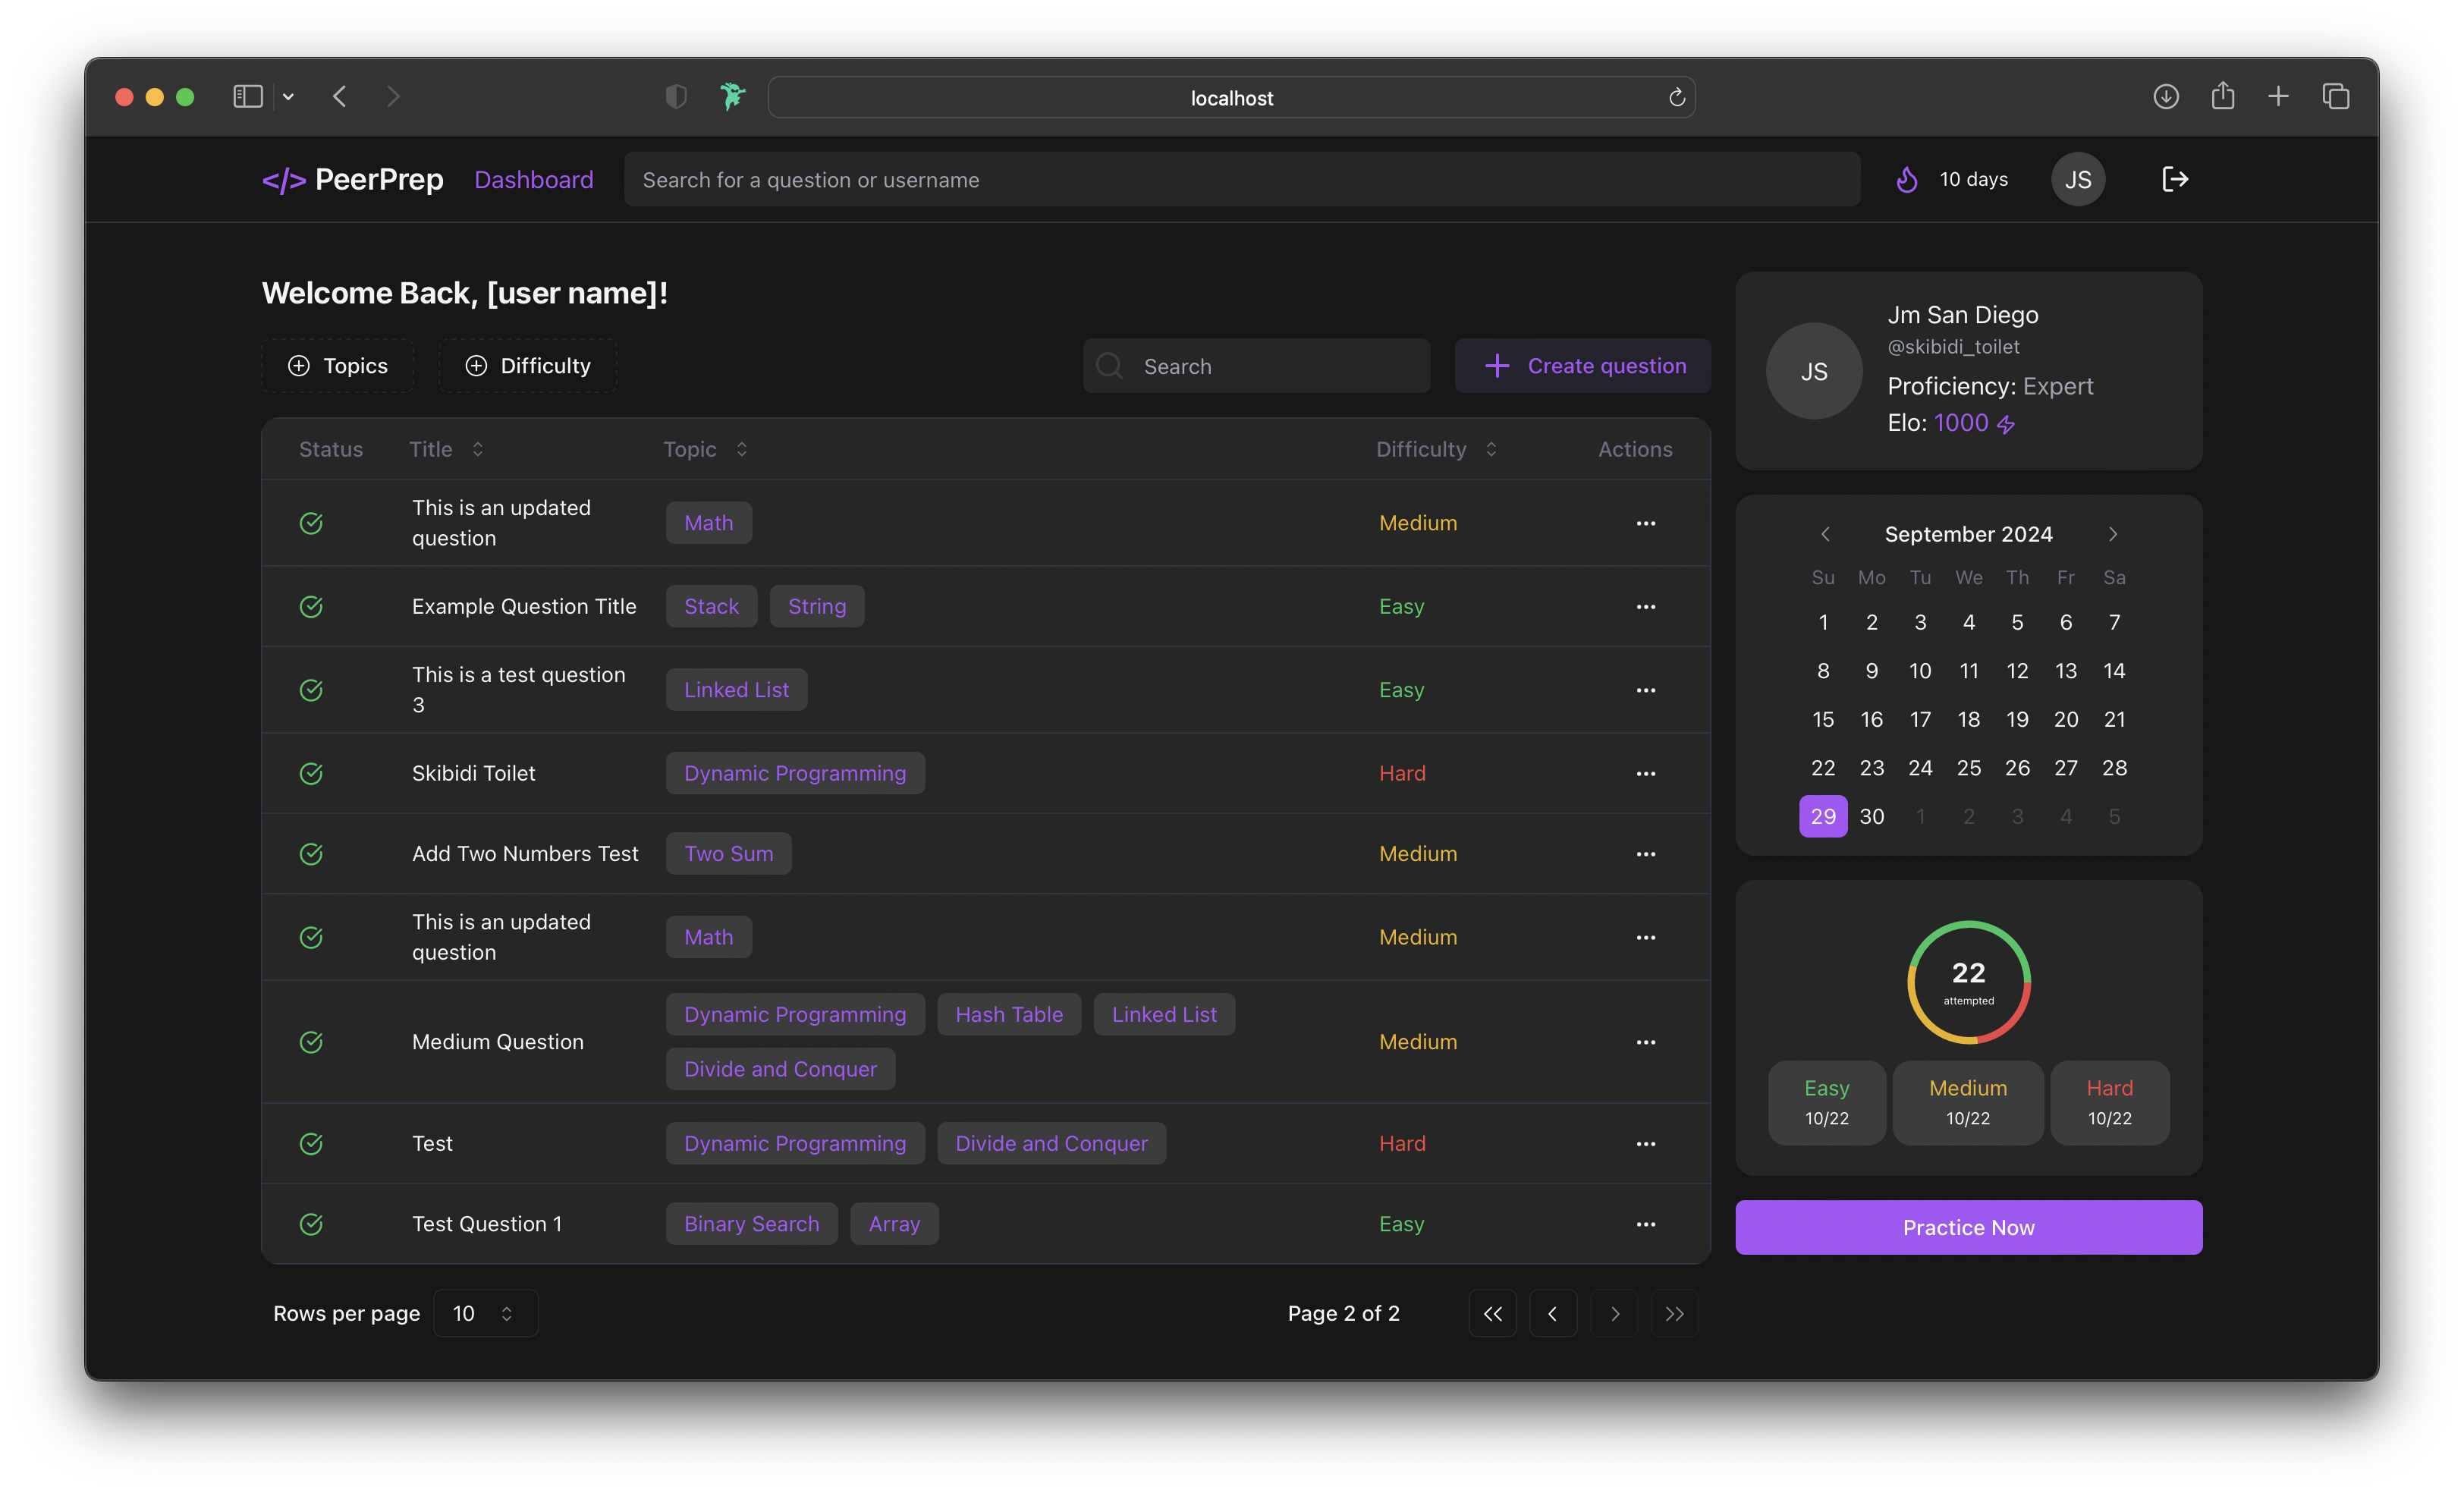 localhost
</> PeerPrep Dashboard Search for a question or username 10 days JS
Welcome Back, [user name]!
Topics Difficulty Search Create question
Status Title Topic Difficulty Actions
This is an updated
question
Math Medium
Example Question Title Stack String Easy
This is a test question
3
Linked List Easy
Skibidi Toilet Dynamic Programming Hard
Add Two Numbers Test Two Sum Medium
This is an updated
question
Math Medium
Medium Question
Dynamic Programming Hash Table Linked List
Divide and Conquer
Medium
Test Dynamic Programming Divide and Conquer Hard
Test Question 1 Binary Search Array Easy
Rows per page 10 Page 2 of 2
JS
Jm San Diego
@skibidi_toilet
Proficiency: Expert
Elo: 1000
September 2024
Su Mo Tu We Th Fr Sa
1 2 3 4 5 6 7
8 9 10 11 12 13 14
15 16 17 18 19 20 21
22 23 24 25 26 27 28
29 30 1 2 3 4 5
22
attempted
Easy Medium Hard
10/22 10/22 10/22
Practice Now